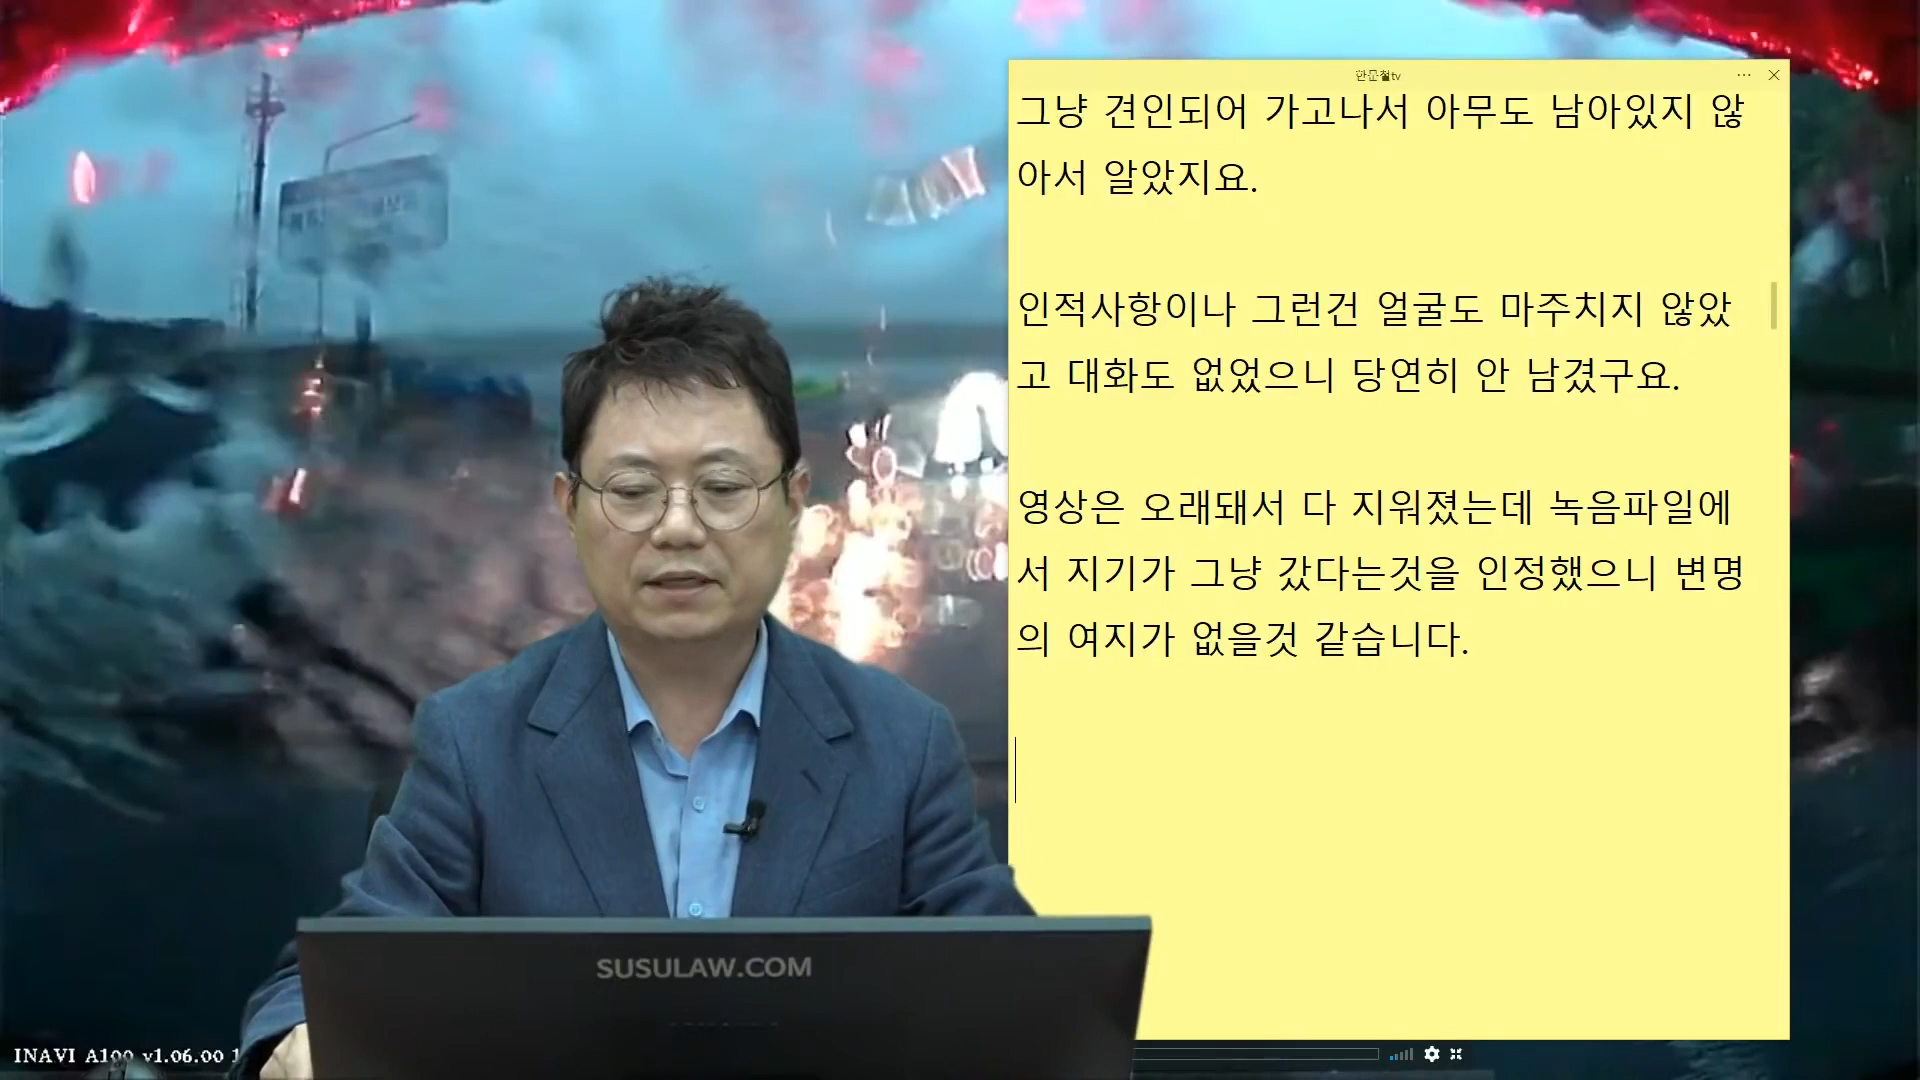 한문철tv
그냥 견인되어 가고나서 아무도 남아있지 않
아서 알았지요.
인적사항이나 그런건 얼굴도 마주치지 않았
고 대화도 없었으니 당연히 안 남겼구요.
영상은 오래돼서 다 지워졌는데 녹음파일에
서 지기가 그냥 갔다는것을 인정했으니 변명
의 여지가 없을것 같습니다.
SUSULAW.COM
INAVI A100 v1.06.00 1